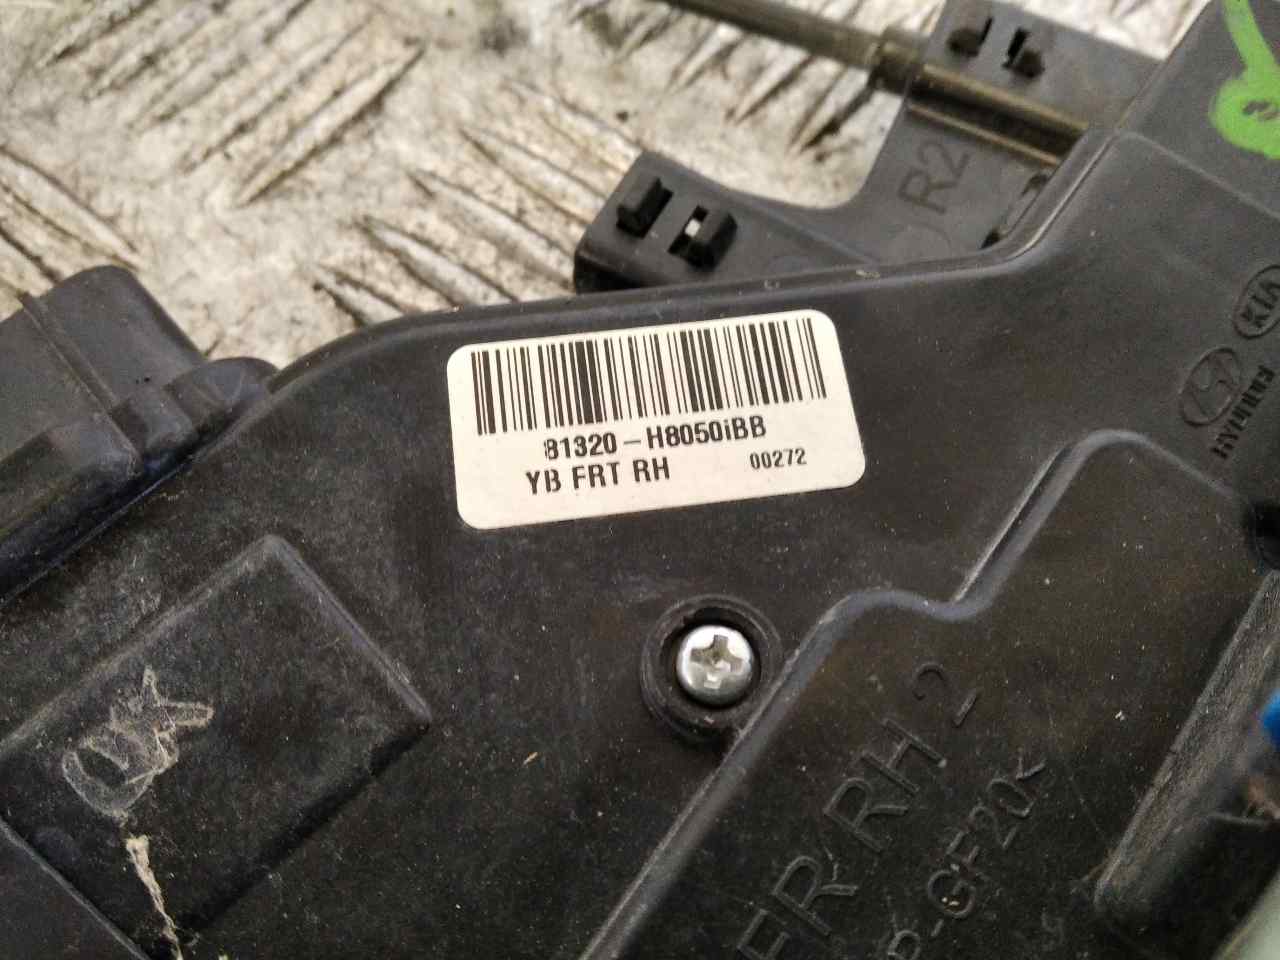 R2
KIA
HYUNDAI
81320-H8050iBB
YB FRT RH 00272
OK
FR RH 2
P-GF20<